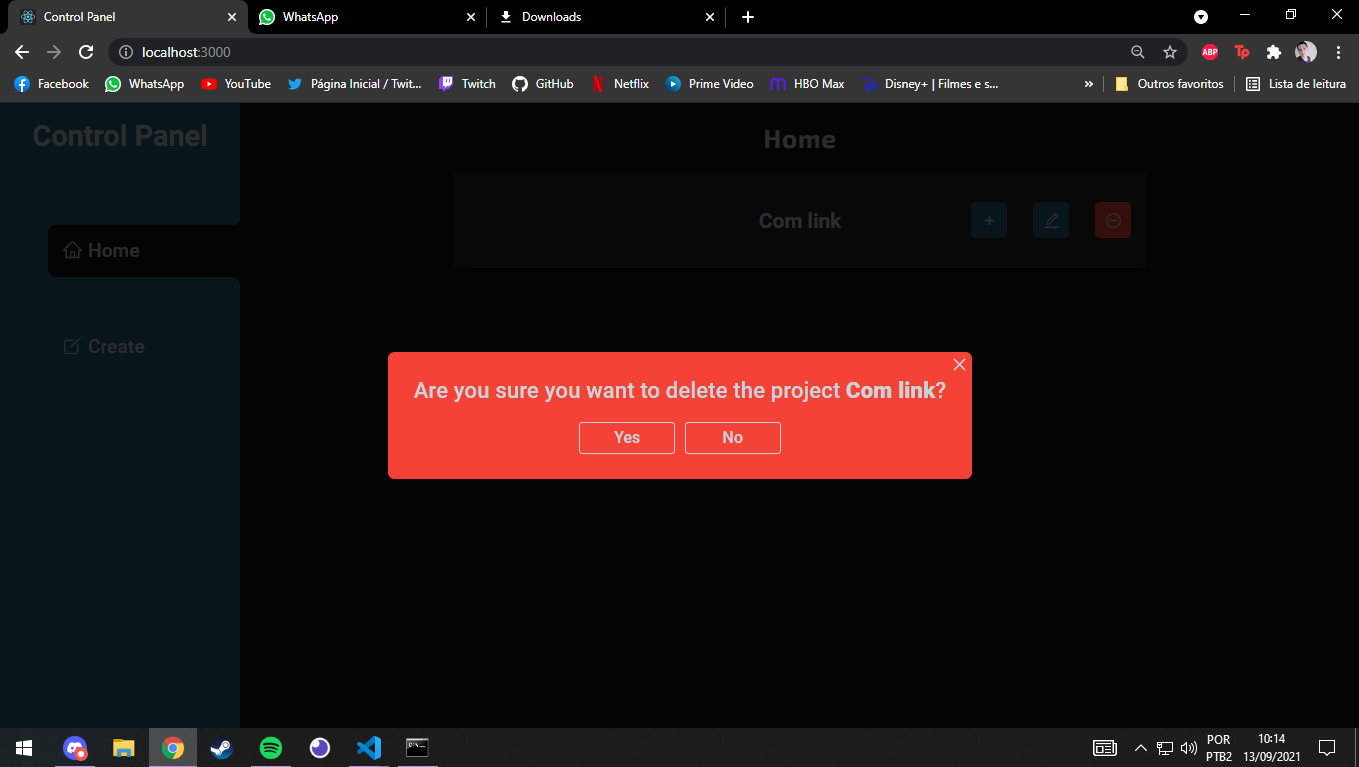 Control Panel
WhatsApp
Downloads
localhost:3000
ABP
Tp
Facebook
WhatsApp
YouTube
Página Inicial / Twit...
Twitch
GitHub
Netflix
Prime Video
HBO Max
Disney+ | Filmes e s...
»
Outros favoritos
Lista de leitura
Control Panel
Home
Home
Create
Com link
Are you sure you want to delete the project Com link?
Yes
No
POR
PTB2
10:14
13/09/2021